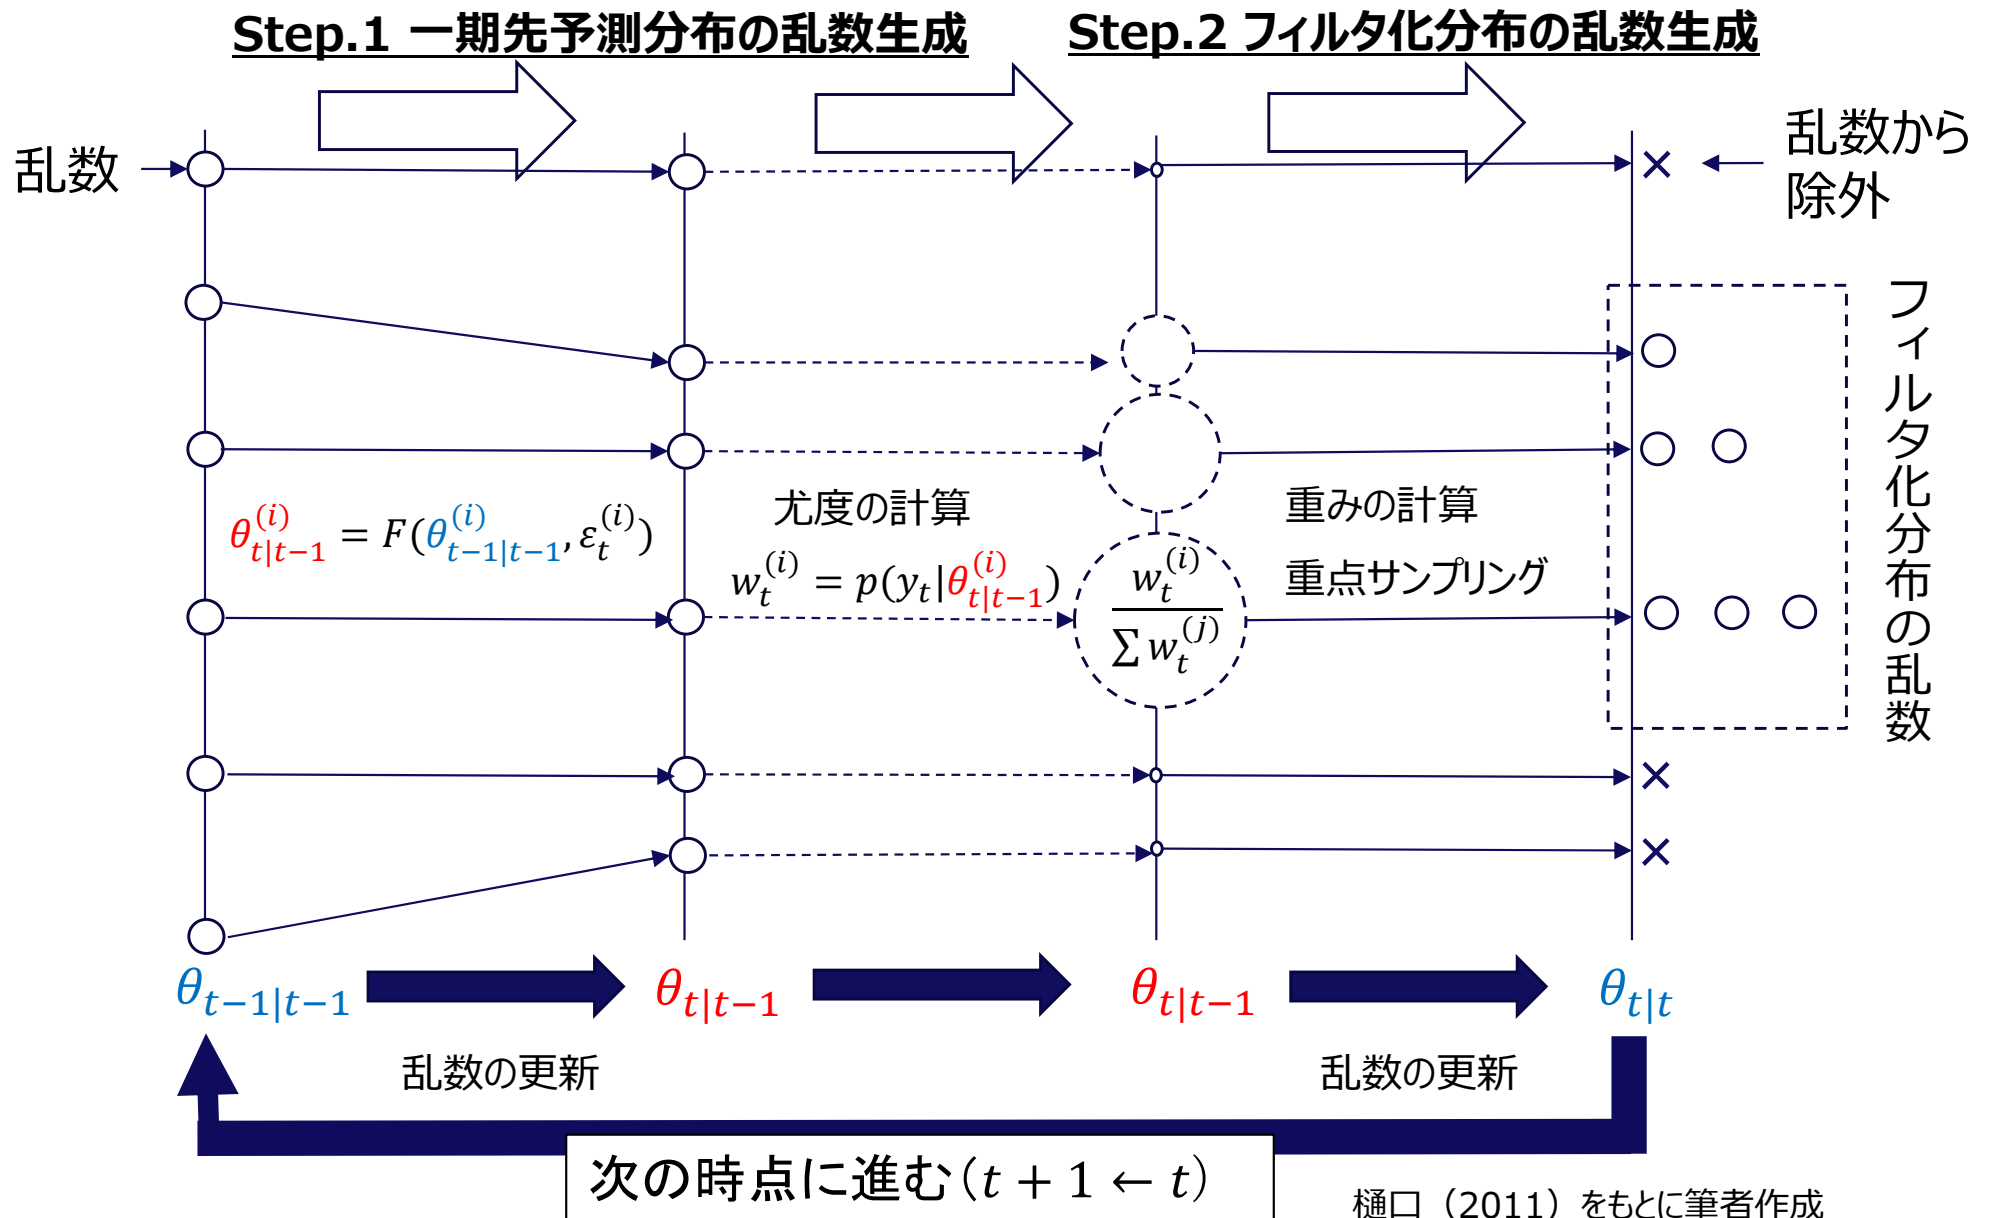 Step.1 一期先予測分布の乱数生成
Step.2 フィルタ化分布の乱数生成
乱数
乱数から
除外
フィルタ化分布の乱数
θ_{t|t−1}^{(i)} = F(θ_{t−1|t−1}^{(i)}, ε_t^{(i)})
尤度の計算
w_t^{(i)} = p(y_t|θ_{t|t−1}^{(i)})
w_t^{(i)}
∑ w_t^{(j)}
重みの計算
重点サンプリング
θ_{t−1|t−1}
θ_{t|t−1}
θ_{t|t−1}
θ_{t|t}
乱数の更新
乱数の更新
次の時点に進む(t + 1 ← t)
樋口（2011）をもとに筆者作成